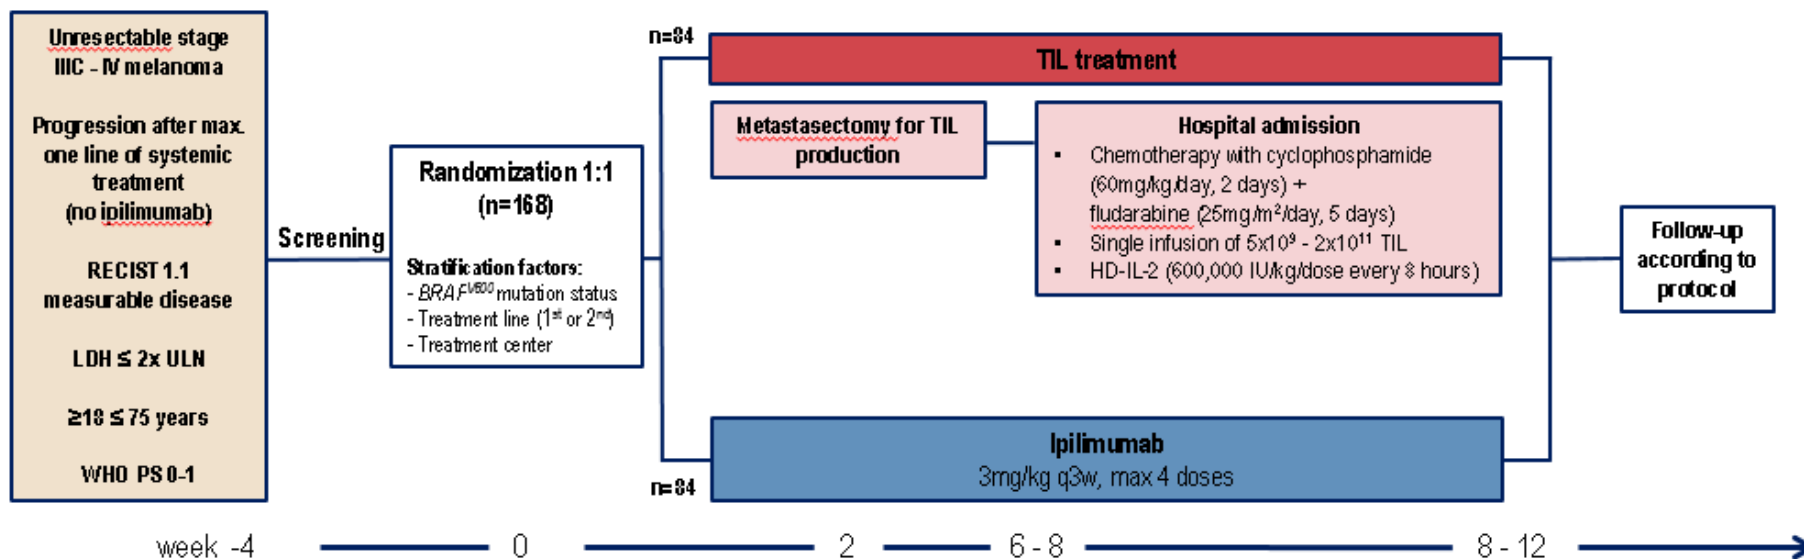 Unresectable stage
IIIC - IV melanoma
Progression after max.
one line of systemic
treatment
(no ipilimumab)
RECIST 1.1
measurable disease
LDH ≤ 2x ULN
≥18 ≤ 75 years
WHO PS 0-1
Screening
Randomization 1:1
(n=168)
Stratification factors:
- BRAFⱽ⁶⁰⁰ mutation status
- Treatment line (1ˢᵗ or 2ⁿᵈ)
- Treatment center
n=84
TIL treatment
Metastasectomy for TIL
production
Hospital admission
▪ Chemotherapy with cyclophosphamide
(60mg/kg/day, 2 days) +
fludarabine (25mg/m²/day, 5 days)
▪ Single infusion of 5x10⁹ - 2x10¹¹ TIL
▪ HD-IL-2 (600,000 IU/kg/dose every 8 hours)
n=84
Ipilimumab
3mg/kg q3w, max 4 doses
Follow-up
according to
protocol
week -4 0 2 6 - 8 8 - 12